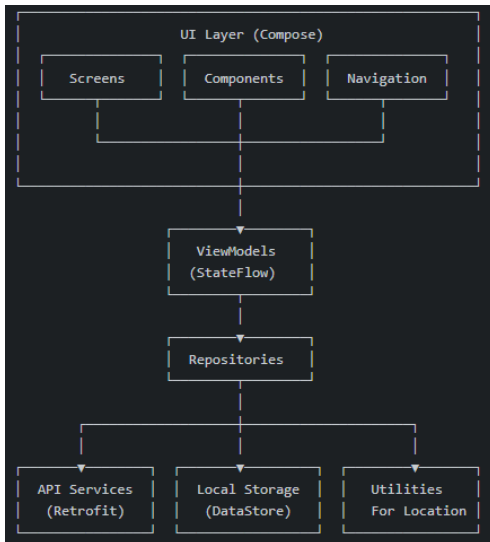 UI Layer (Compose)
Screens Components Navigation
ViewModels
(StateFlow)
Repositories
API Services Local Storage Utilities
(Retrofit) (DataStore) For Location